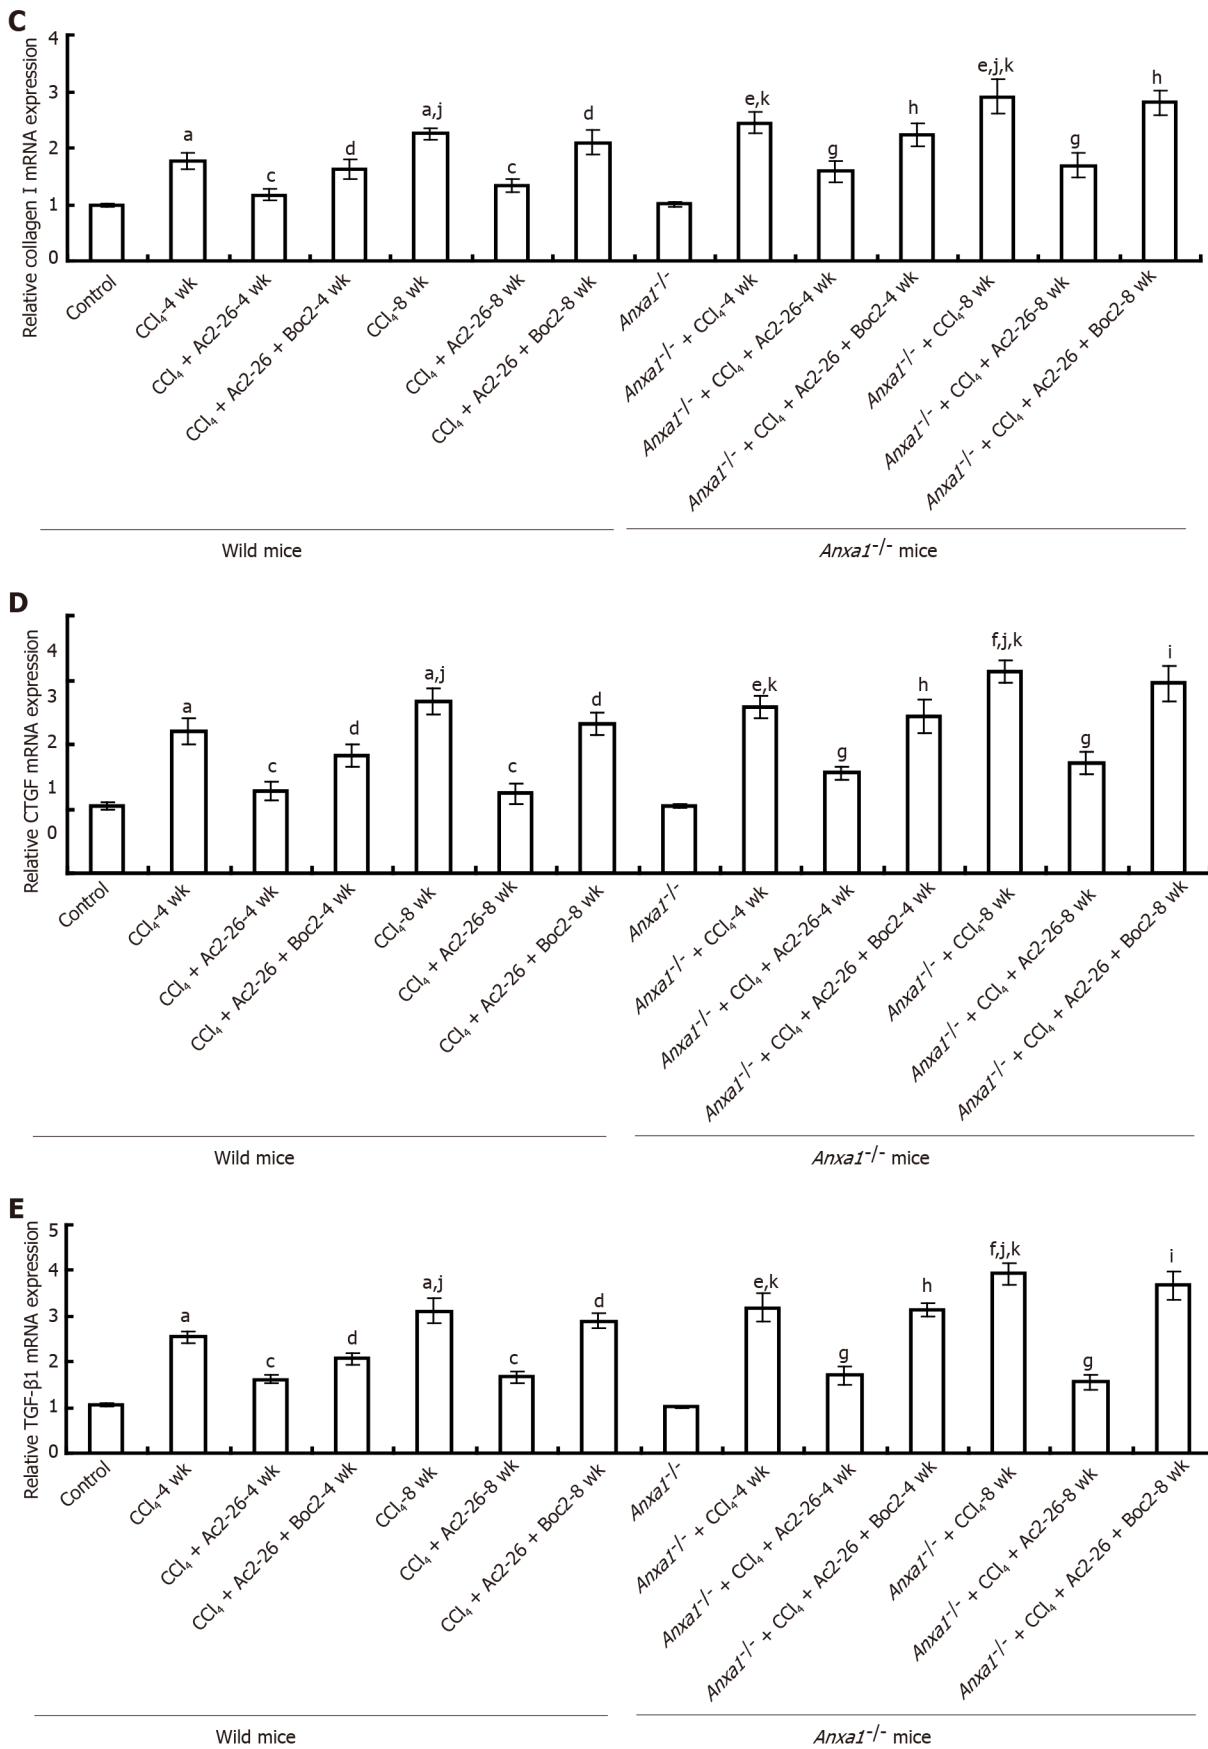 C
Relative collagen I mRNA expression
4
3
2
1
0
a
c
d
a,j
c
d
e,k
g
h
e,j,k
g
h
Control
CCl₄-4 wk
CCl₄ + Ac2-26-4 wk
CCl₄ + Ac2-26 + Boc2-4 wk
CCl₄-8 wk
CCl₄ + Ac2-26-8 wk
CCl₄ + Ac2-26 + Boc2-8 wk
Anxa1⁻/⁻
Anxa1⁻/⁻ + CCl₄-4 wk
Anxa1⁻/⁻ + CCl₄ + Ac2-26-4 wk
Anxa1⁻/⁻ + CCl₄ + Ac2-26 + Boc2-4 wk
Anxa1⁻/⁻ + CCl₄-8 wk
Anxa1⁻/⁻ + CCl₄ + Ac2-26-8 wk
Anxa1⁻/⁻ + CCl₄ + Ac2-26 + Boc2-8 wk
Wild mice
Anxa1⁻/⁻ mice
D
Relative CTGF mRNA expression
4
3
2
1
0
a
c
d
a,j
c
d
e,k
g
h
f,j,k
g
i
Control
CCl₄-4 wk
CCl₄ + Ac2-26-4 wk
CCl₄ + Ac2-26 + Boc2-4 wk
CCl₄-8 wk
CCl₄ + Ac2-26-8 wk
CCl₄ + Ac2-26 + Boc2-8 wk
Anxa1⁻/⁻
Anxa1⁻/⁻ + CCl₄-4 wk
Anxa1⁻/⁻ + CCl₄ + Ac2-26-4 wk
Anxa1⁻/⁻ + CCl₄ + Ac2-26 + Boc2-4 wk
Anxa1⁻/⁻ + CCl₄-8 wk
Anxa1⁻/⁻ + CCl₄ + Ac2-26-8 wk
Anxa1⁻/⁻ + CCl₄ + Ac2-26 + Boc2-8 wk
Wild mice
Anxa1⁻/⁻ mice
E
Relative TGF-β1 mRNA expression
5
4
3
2
1
0
a
c
d
a,j
c
d
e,k
g
h
f,j,k
g
i
Control
CCl₄-4 wk
CCl₄ + Ac2-26-4 wk
CCl₄ + Ac2-26 + Boc2-4 wk
CCl₄-8 wk
CCl₄ + Ac2-26-8 wk
CCl₄ + Ac2-26 + Boc2-8 wk
Anxa1⁻/⁻
Anxa1⁻/⁻ + CCl₄-4 wk
Anxa1⁻/⁻ + CCl₄ + Ac2-26-4 wk
Anxa1⁻/⁻ + CCl₄ + Ac2-26 + Boc2-4 wk
Anxa1⁻/⁻ + CCl₄-8 wk
Anxa1⁻/⁻ + CCl₄ + Ac2-26-8 wk
Anxa1⁻/⁻ + CCl₄ + Ac2-26 + Boc2-8 wk
Wild mice
Anxa1⁻/⁻ mice